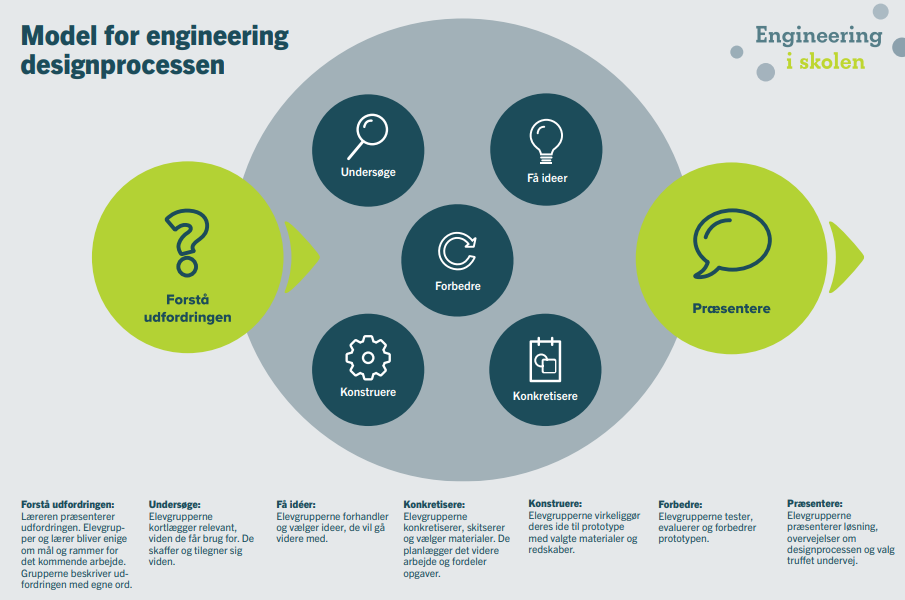 Model for engineering
designprocessen
Engineering
i skolen
Undersøge
Få ideer
Forstå
udfordringen
Forbedre
Præsentere
Konstruere
Konkretisere
Forstå udfordringen:
Læreren præsenterer
udfordringen. Elevgrup-
per og lærer bliver enige
om mål og rammer for
det kommende arbejde.
Grupperne beskriver ud-
fordringen med egne ord.
Undersøge:
Elevgrupperne
kortlægger relevant,
viden de får brug for. De
skaffer og tilegner sig
viden.
Få idéer:
Elevgrupperne forhandler
og vælger ideer, de vil gå
videre med.
Konkretisere:
Elevgrupperne
konkretiserer, skitserer
og vælger materialer. De
planlægger det videre
arbejde og fordeler
opgaver.
Konstruere:
Elevgrupperne virkeliggør
deres ide til prototype
med valgte materialer og
redskaber.
Forbedre:
Elevgrupperne tester,
evaluerer og forbedrer
prototypen.
Præsentere:
Elevgrupperne
præsenterer løsning,
overvejelser om
designprocessen og valg
truffet undervej.